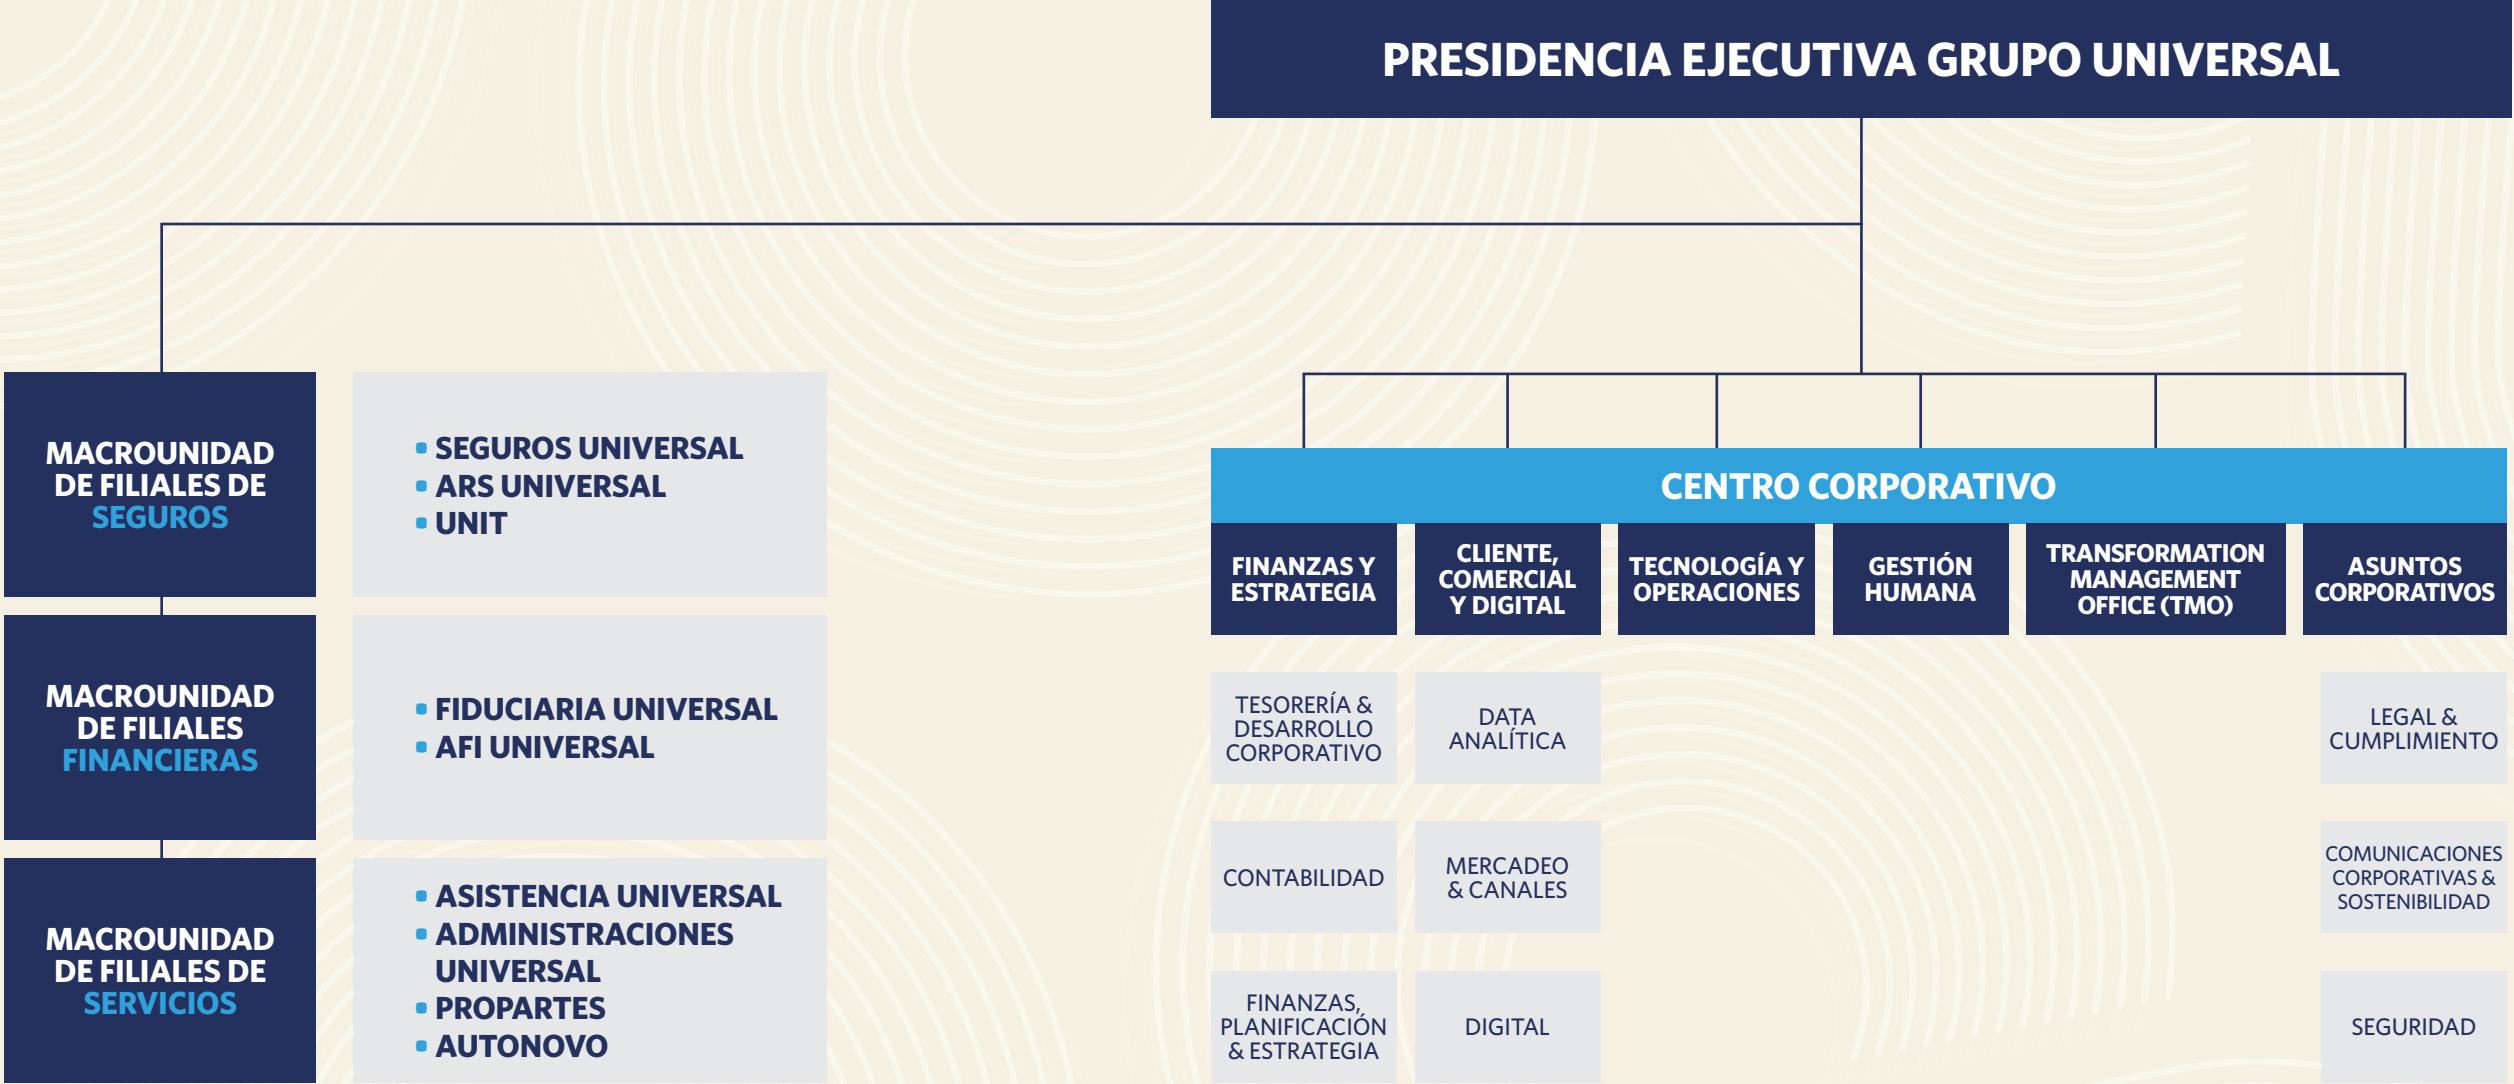 PRESIDENCIA EJECUTIVA GRUPO UNIVERSAL
MACROUNIDAD
DE FILIALES DE
SEGUROS
• SEGUROS UNIVERSAL
• ARS UNIVERSAL
• UNIT
MACROUNIDAD
DE FILIALES
FINANCIERAS
• FIDUCIARIA UNIVERSAL
• AFI UNIVERSAL
MACROUNIDAD
DE FILIALES DE
SERVICIOS
• ASISTENCIA UNIVERSAL
• ADMINISTRACIONES
UNIVERSAL
• PROPARTES
• AUTONOVO
CENTRO CORPORATIVO
FINANZAS Y
ESTRATEGIA
TESORERÍA &
DESARROLLO
CORPORATIVO
CONTABILIDAD
FINANZAS,
PLANIFICACIÓN
& ESTRATEGIA
CLIENTE,
COMERCIAL
Y DIGITAL
DATA
ANALÍTICA
MERCADEO
& CANALES
DIGITAL
TECNOLOGÍA Y
OPERACIONES
GESTIÓN
HUMANA
TRANSFORMATION
MANAGEMENT
OFFICE (TMO)
ASUNTOS
CORPORATIVOS
LEGAL &
CUMPLIMIENTO
COMUNICACIONES
CORPORATIVAS &
SOSTENIBILIDAD
SEGURIDAD